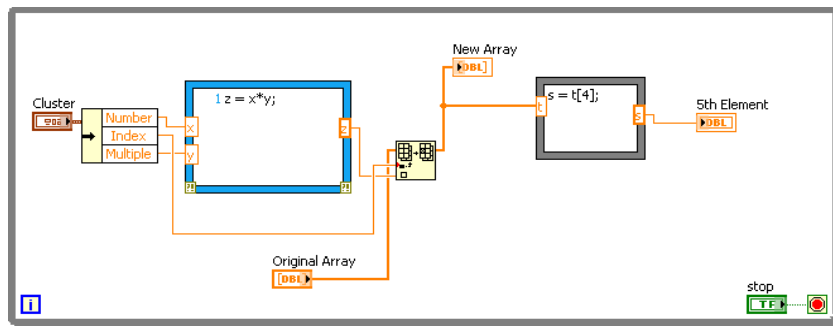 New Array
DBL]
Cluster
Number
Index
Multiple
1 z = x*y;
x
y
z
s = t[4];
t
s
5th Element
DBL
Original Array
[DBL
stop
TF
i